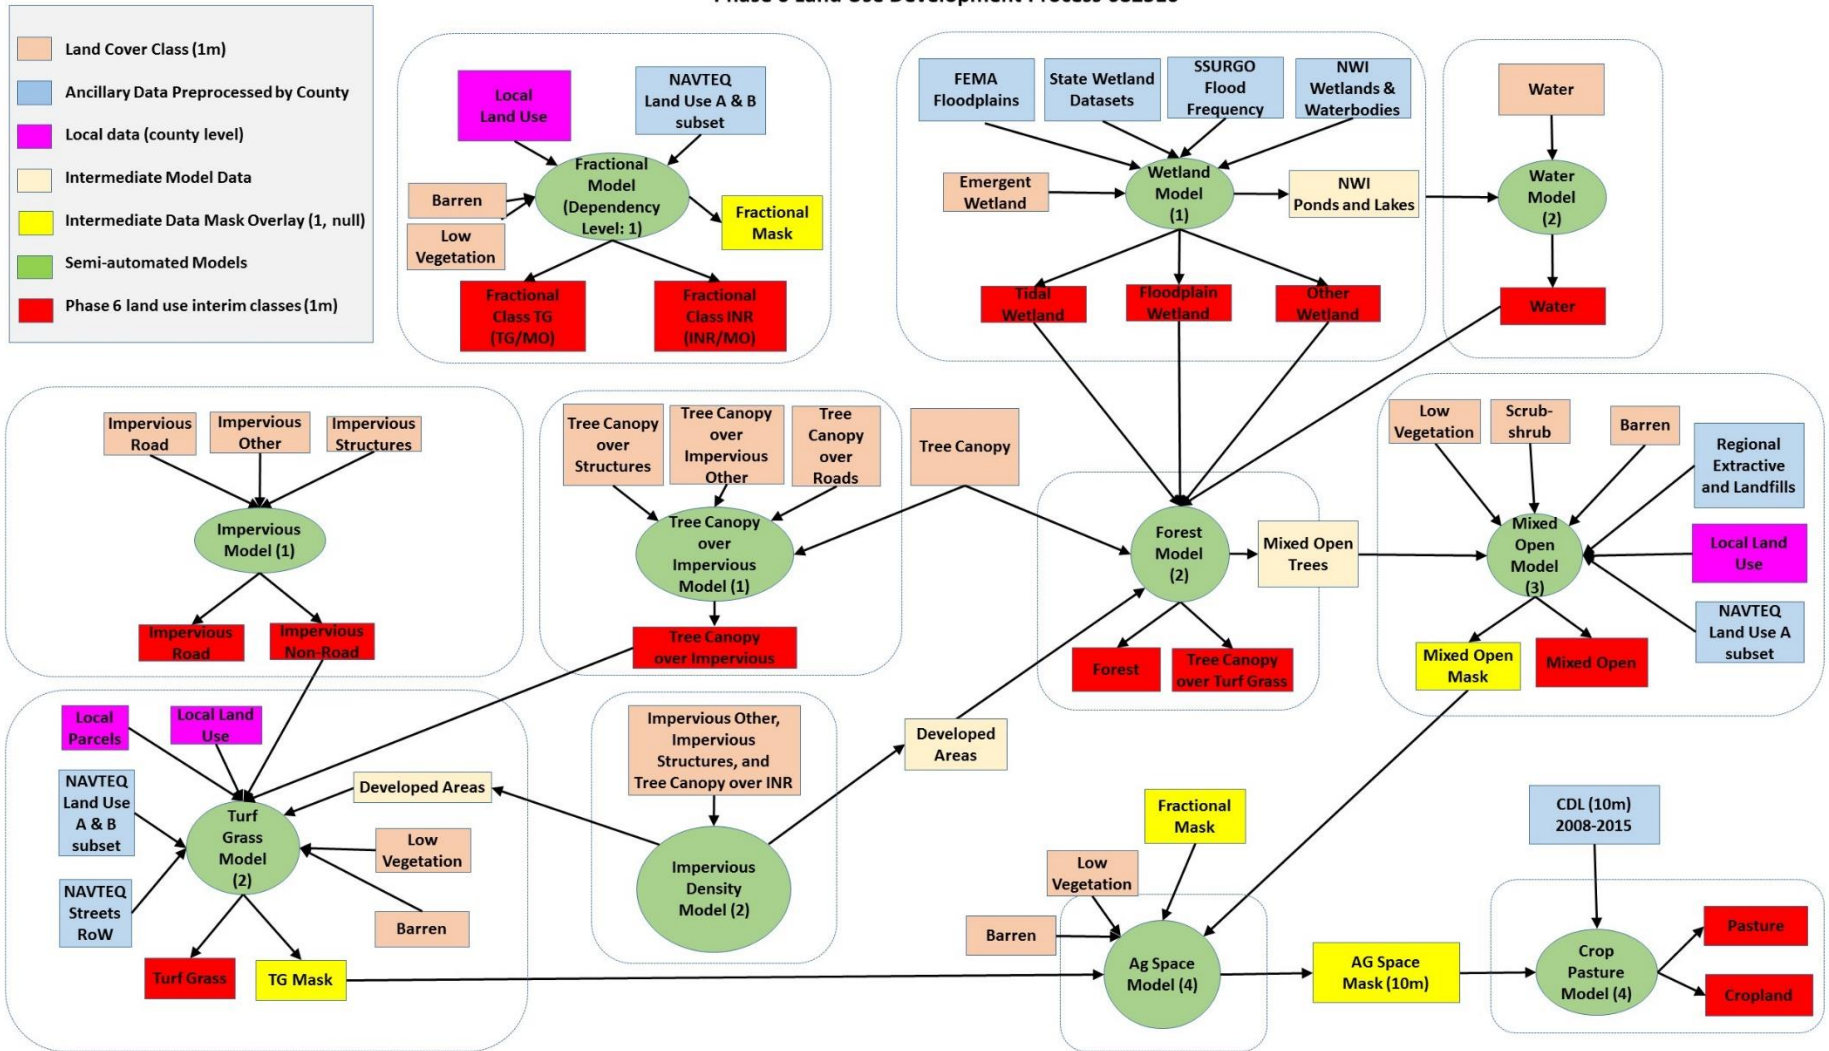 Phase 6 Land Use Development Process 082516
Land Cover Class (1m)
Ancillary Data Preprocessed by County
Local data (county level)
Intermediate Model Data
Intermediate Data Mask Overlay (1, null)
Semi-automated Models
Phase 6 land use interim classes (1m)
Local
Land Use
NAVTEQ
Land Use A & B
subset
Fractional
Model
(Dependency
Level: 1)
Barren
Low
Vegetation
Fractional
Mask
Fractional
Class TG
(TG/MO)
Fractional
Class INR
(INR/MO)
FEMA
Floodplains
State Wetland
Datasets
SSURGO
Flood
Frequency
NWI
Wetlands &
Waterbodies
Emergent
Wetland
Wetland
Model
(1)
NWI
Ponds and Lakes
Tidal
Wetland
Floodplain
Wetland
Other
Wetland
Water
Water
Model
(2)
Water
Impervious
Road
Impervious
Other
Impervious
Structures
Impervious
Model (1)
Impervious
Road
Impervious
Non-Road
Tree Canopy
over
Structures
Tree Canopy
over
Impervious
Other
Tree
Canopy
over
Roads
Tree Canopy
over
Impervious
Model (1)
Tree Canopy
over Impervious
Tree Canopy
Forest
Model
(2)
Mixed Open
Trees
Forest
Tree Canopy
over Turf Grass
Low
Vegetation
Scrub-
shrub
Barren
Regional
Extractive
and Landfills
Mixed
Open
Model
(3)
Local Land
Use
NAVTEQ
Land Use A
subset
Mixed Open
Mask
Mixed Open
Local
Parcels
Local Land
Use
NAVTEQ
Land Use
A & B
subset
Developed Areas
Turf
Grass
Model
(2)
Low
Vegetation
NAVTEQ
Streets
RoW
Barren
Turf Grass
TG Mask
Impervious Other,
Impervious
Structures, and
Tree Canopy over INR
Impervious
Density
Model (2)
Developed
Areas
Fractional
Mask
Low
Vegetation
Barren
Ag Space
Model (4)
AG Space
Mask (10m)
CDL (10m)
2008-2015
Crop
Pasture
Model (4)
Pasture
Cropland